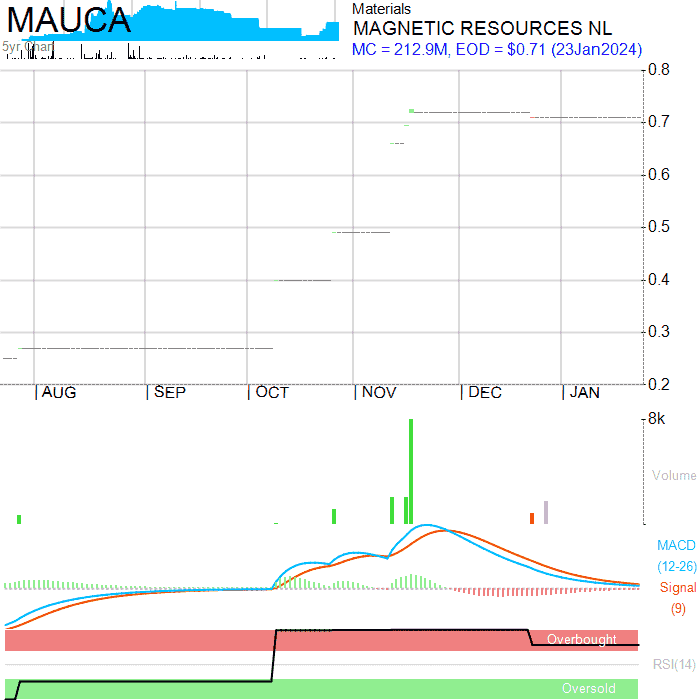 MAUCA
5yr Chart
Materials
MAGNETIC RESOURCES NL
MC = 212.9M, EOD = $0.71 (23Jan2024)
0.8
0.7
0.6
0.5
0.4
0.3
0.2
AUG SEP OCT NOV DEC JAN
8k
Volume
MACD
(12-26)
Signal
(9)
Overbought
RSI(14)
Oversold